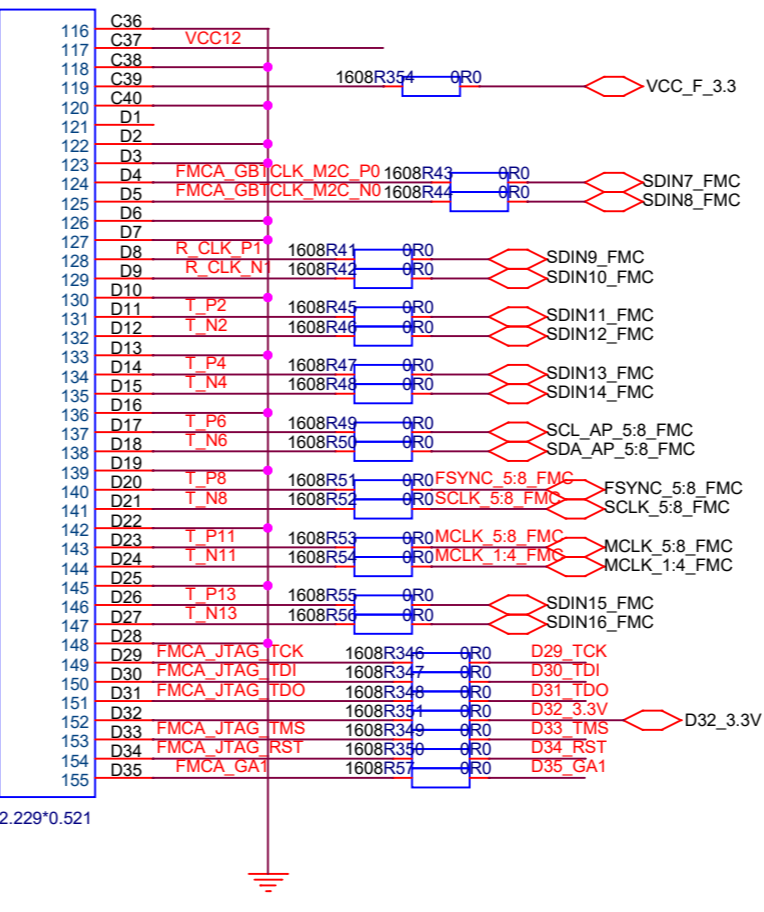 116 C36
117 C37 VCC12
118 C38
119 C39 1608R354 0R0 VCC_F_3.3
120 C40
121 D1
122 D2
123 D3
124 D4 FMCA_GBTCLK_M2C_P0 1608R43 0R0 SDIN7_FMC
125 D5 FMCA_GBTCLK_M2C_N0 1608R44 0R0 SDIN8_FMC
126 D6
127 D7
128 D8 R_CLK_P1 1608R41 0R0 SDIN9_FMC
129 D9 R_CLK_N1 1608R42 0R0 SDIN10_FMC
130 D10
131 D11 T_P2 1608R45 0R0 SDIN11_FMC
132 D12 T_N2 1608R46 0R0 SDIN12_FMC
133 D13
134 D14 T_P4 1608R47 0R0 SDIN13_FMC
135 D15 T_N4 1608R48 0R0 SDIN14_FMC
136 D16
137 D17 T_P6 1608R49 0R0 SCL_AP_5:8_FMC
138 D18 T_N6 1608R50 0R0 SDA_AP_5:8_FMC
139 D19
140 D20 T_P8 1608R51 0R0 FSYNC_5:8_FMC FSYNC_5:8_FMC
141 D21 T_N8 1608R52 0R0 SCLK_5:8_FMC SCLK_5:8_FMC
142 D22
143 D23 T_P11 1608R53 0R0 MCLK_5:8_FMC MCLK_5:8_FMC
144 D24 T_N11 1608R54 0R0 MCLK_1:4_FMC MCLK_1:4_FMC
145 D25
146 D26 T_P13 1608R55 0R0 SDIN15_FMC
147 D27 T_N13 1608R56 0R0 SDIN16_FMC
148 D28
149 D29 FMCA_JTAG_TCK 1608R346 0R0 D29_TCK
150 D30 FMCA_JTAG_TDI 1608R347 0R0 D30_TDI
151 D31 FMCA_JTAG_TDO 1608R348 0R0 D31_TDO
152 D32 1608R351 0R0 D32_3.3V D32_3.3V
153 D33 FMCA_JTAG_TMS 1608R349 0R0 D33_TMS
154 D34 FMCA_JTAG_RST 1608R350 0R0 D34_RST
155 D35 FMCA_GA1 1608R57 0R0 D35_GA1
2.229*0.521